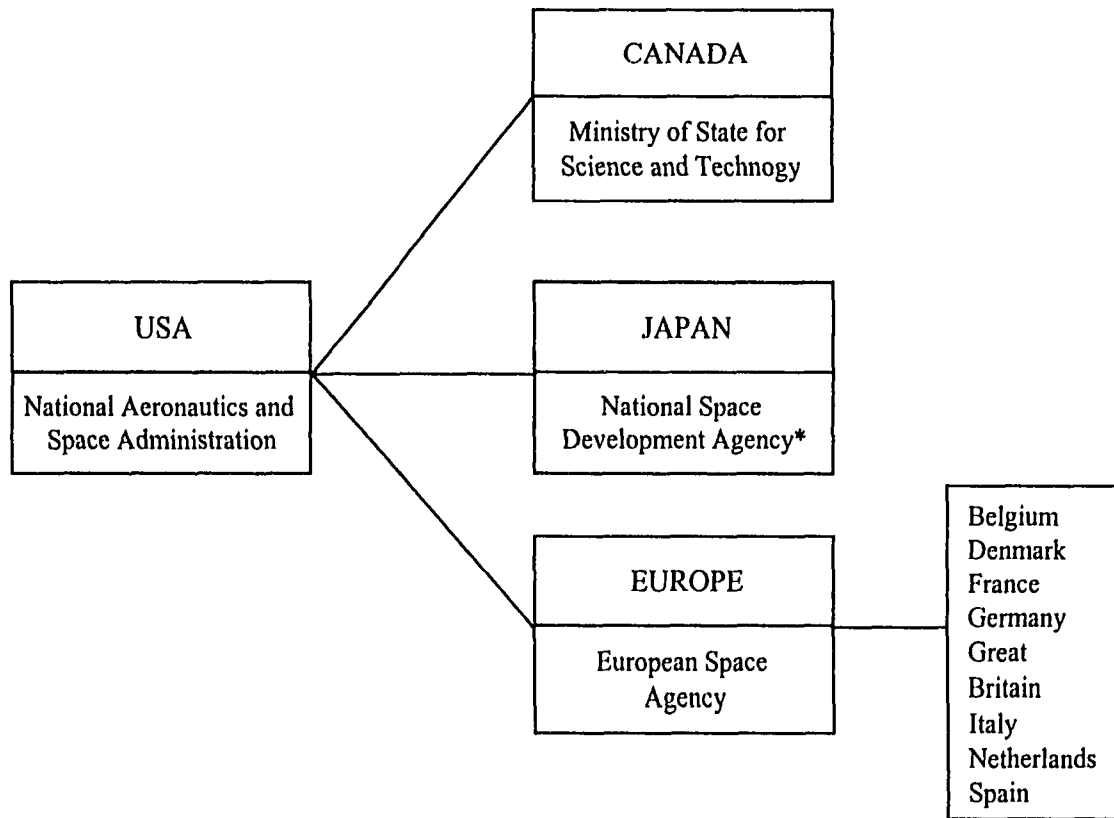 CANADA
Ministry of State for
Science and Technogy
USA
National Aeronautics and
Space Administration
JAPAN
National Space
Development Agency*
EUROPE
European Space
Agency
Belgium
Denmark
France
Germany
Great
Britain
Italy
Netherlands
Spain